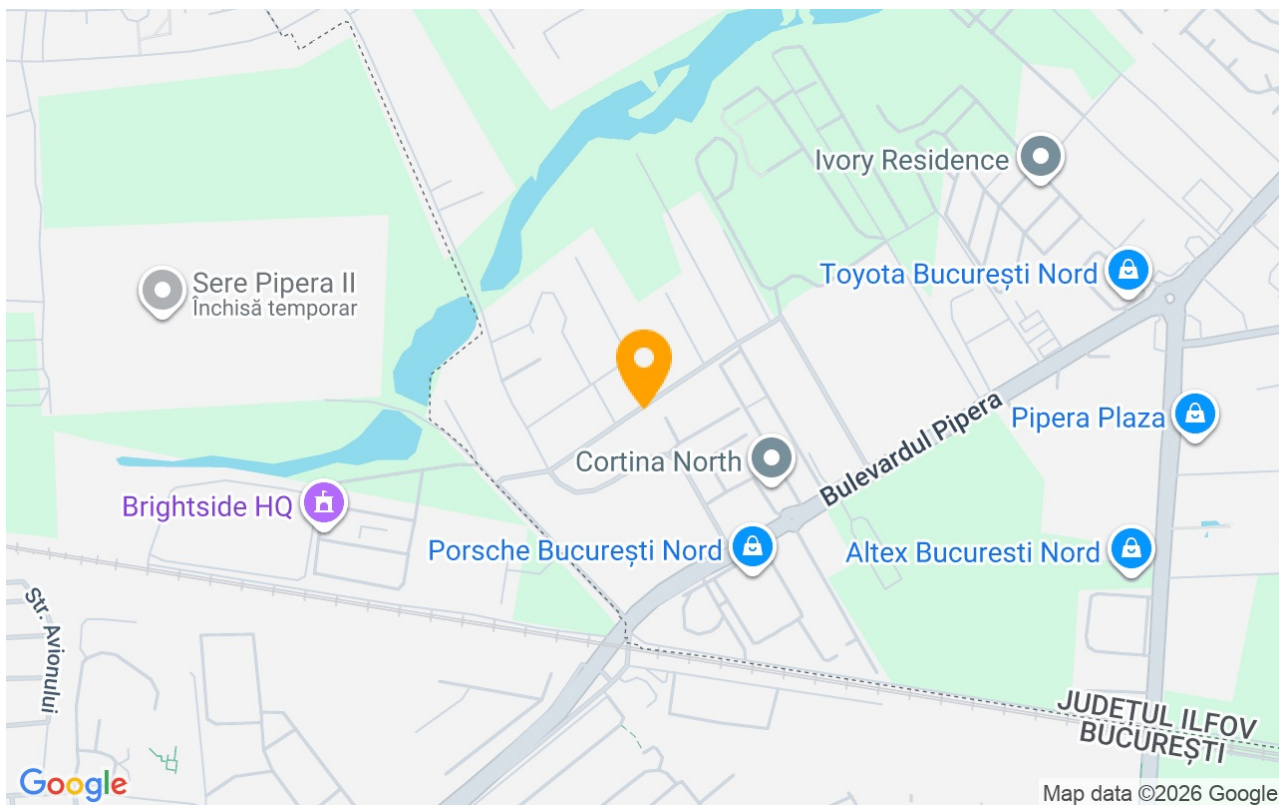 Ivory Residence
Toyota București Nord
Sere Pipera II
Închisă temporar
Bulevardul Pipera
Pipera Plaza
Cortina North
Brightside HQ
Porsche București Nord
Altex Bucuresti Nord
Str. Avionului
JUDEȚUL ILFOV
BUCUREȘTI
Google
Map data ©2026 Google